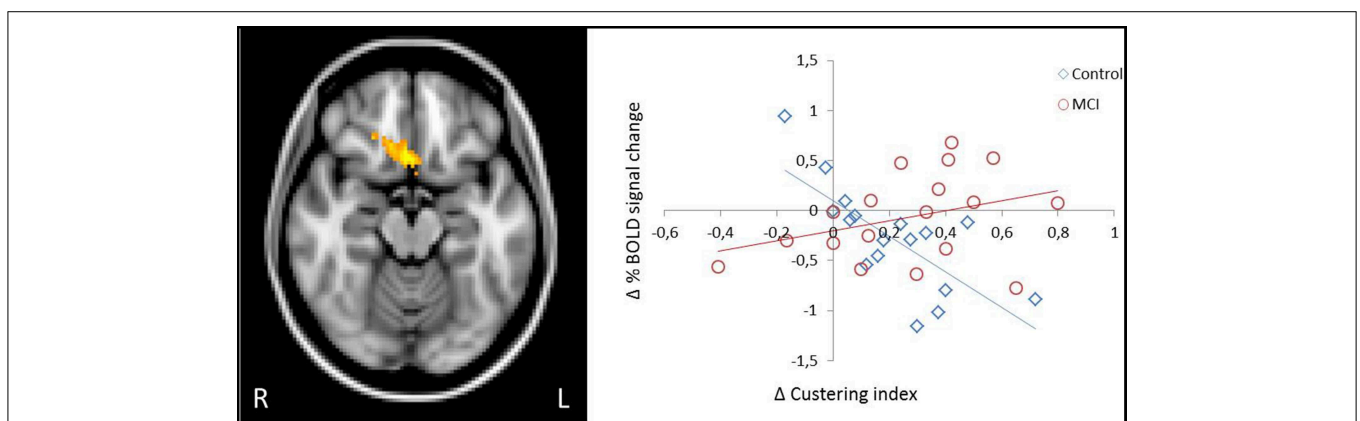 R
L
1,5
1
0,5
0
-0,5
-1
-1,5
-0,6
-0,4
-0,2
0
0,2
0,4
0,6
0,8
1
Control
MCI
Δ % BOLD signal change
Δ Custering index